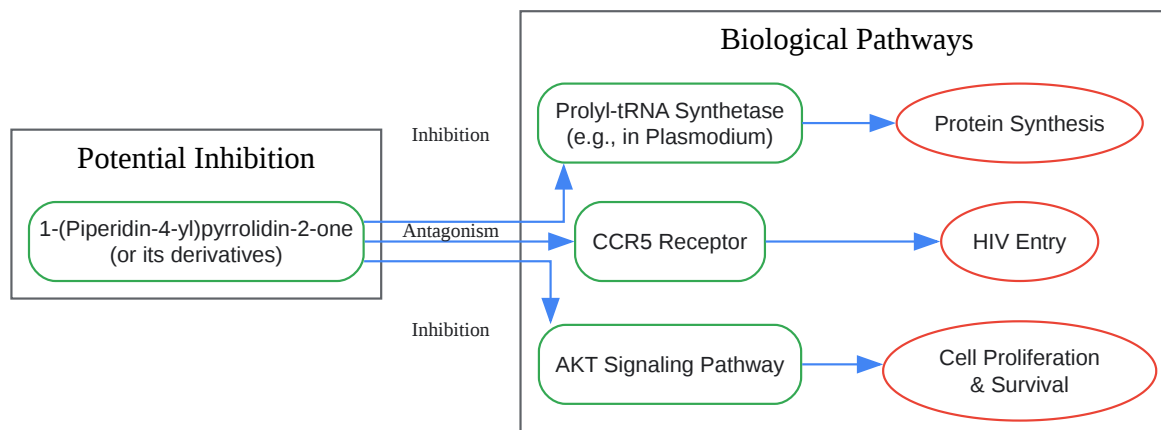 Potential Inhibition
1-(Piperidin-4-yl)pyrrolidin-2-one
(or its derivatives)
Inhibition
Antagonism
Inhibition
Biological Pathways
Prolyl-tRNA Synthetase
(e.g., in Plasmodium)
Protein Synthesis
CCR5 Receptor
HIV Entry
AKT Signaling Pathway
Cell Proliferation
& Survival